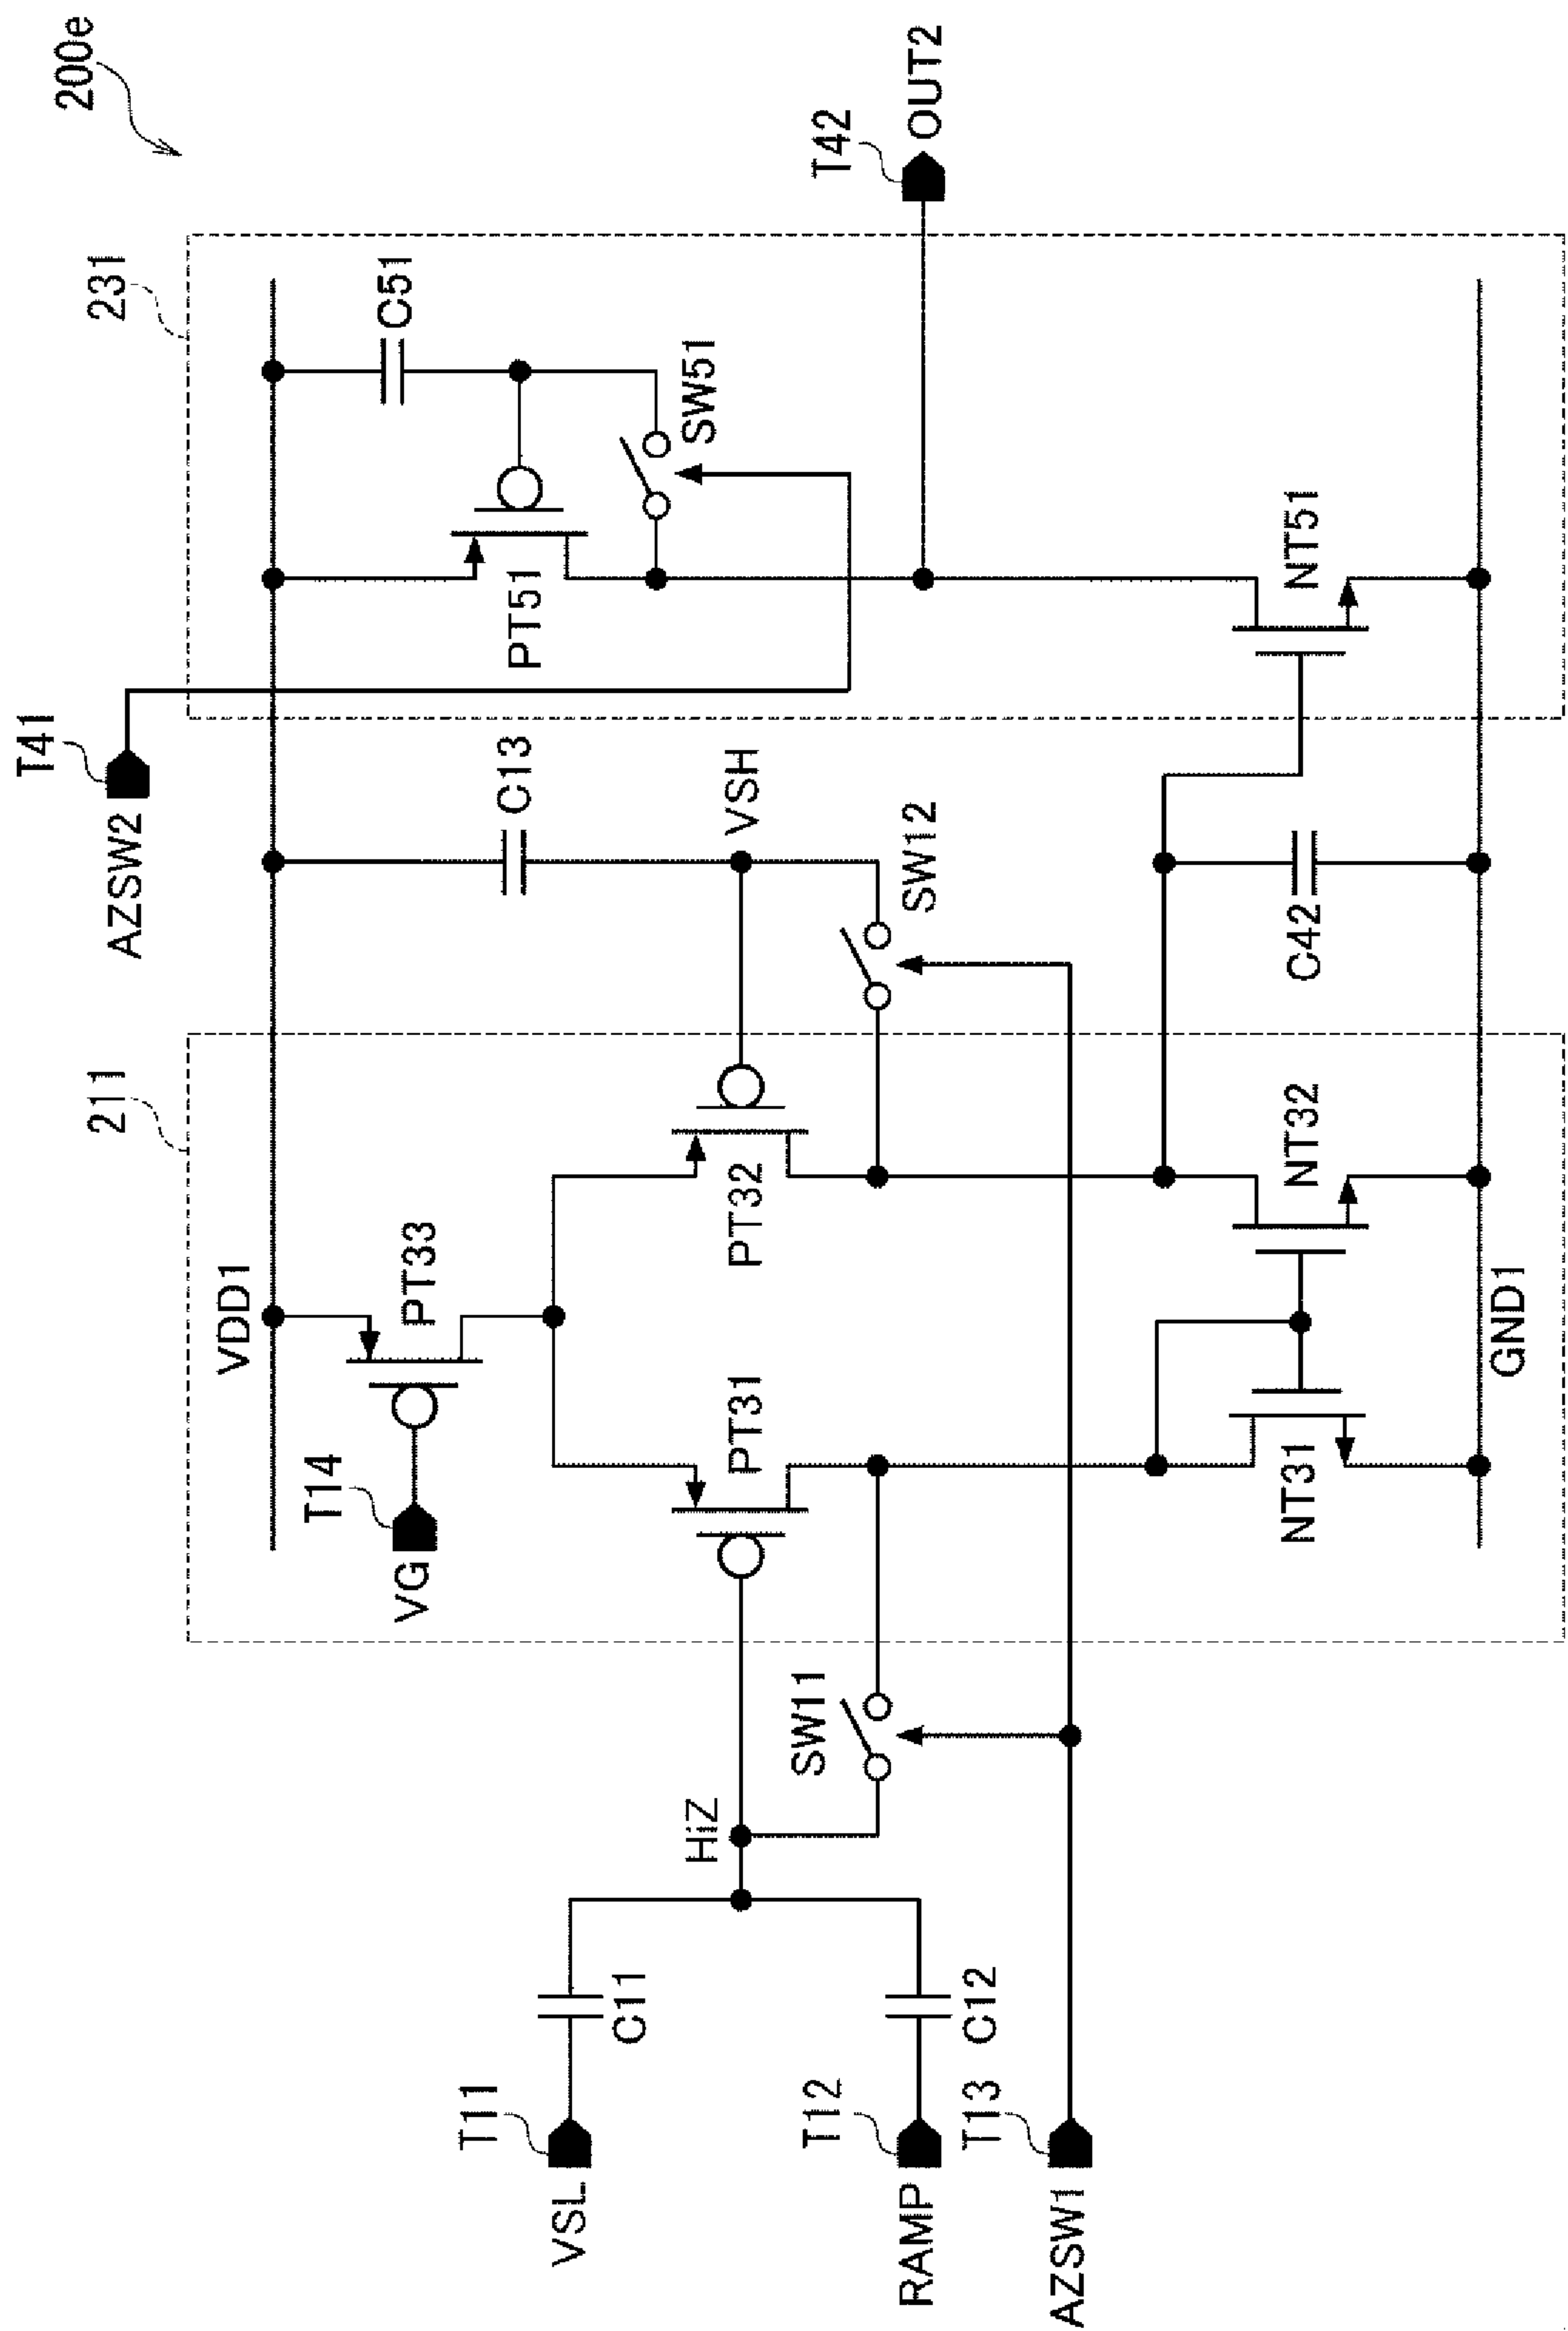 200e
T41
AZSW2
231
C51
SW51
PT51
T42
OUT2
NT51
C13
VSH
SW12
C42
211
VDD1
PT33
T14
VG
PT31
PT32
NT31
NT32
GND1
SW11
HiZ
T11
VSL
C11
T12
RAMP
C12
T13
AZSW1